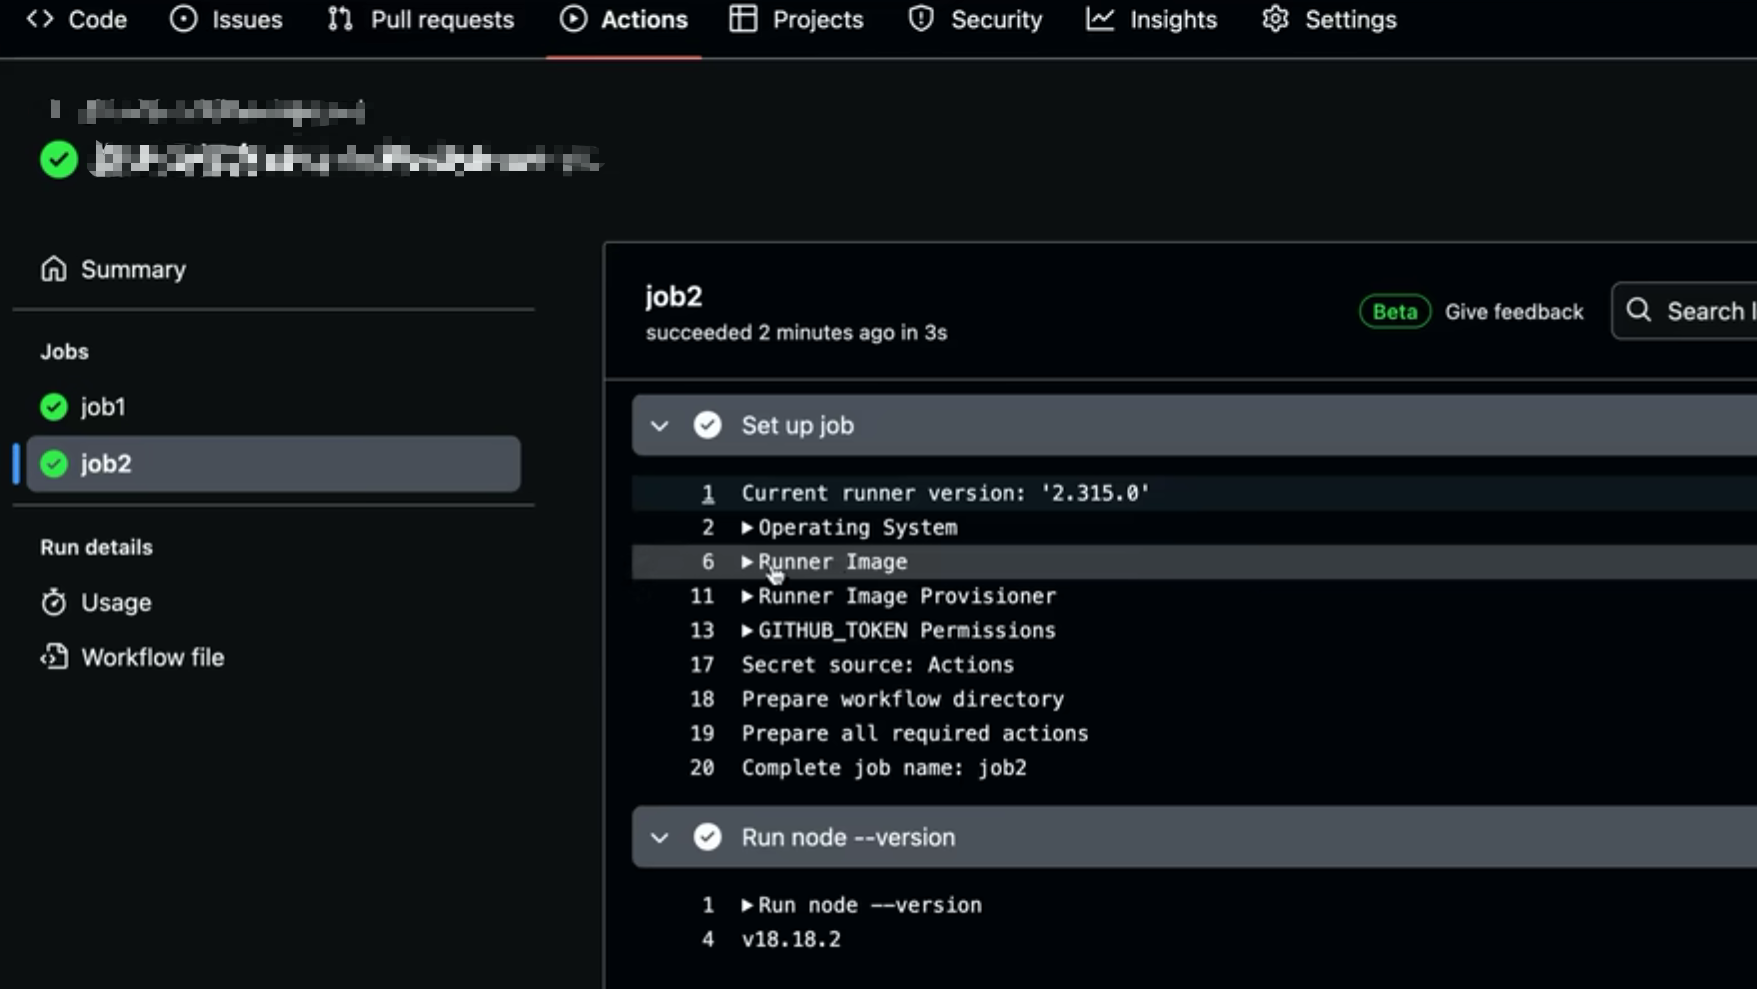 Code Issues Pull requests Actions Projects Security Insights Settings
Summary
Jobs
job1
job2
Run details
Usage
Workflow file
job2
succeeded 2 minutes ago in 3s
Beta Give feedback
Search
Set up job
1 Current runner version: '2.315.0'
2 Operating System
6 Runner Image
11 Runner Image Provisioner
13 GITHUB_TOKEN Permissions
17 Secret source: Actions
18 Prepare workflow directory
19 Prepare all required actions
20 Complete job name: job2
Run node --version
1 Run node --version
4 v18.18.2